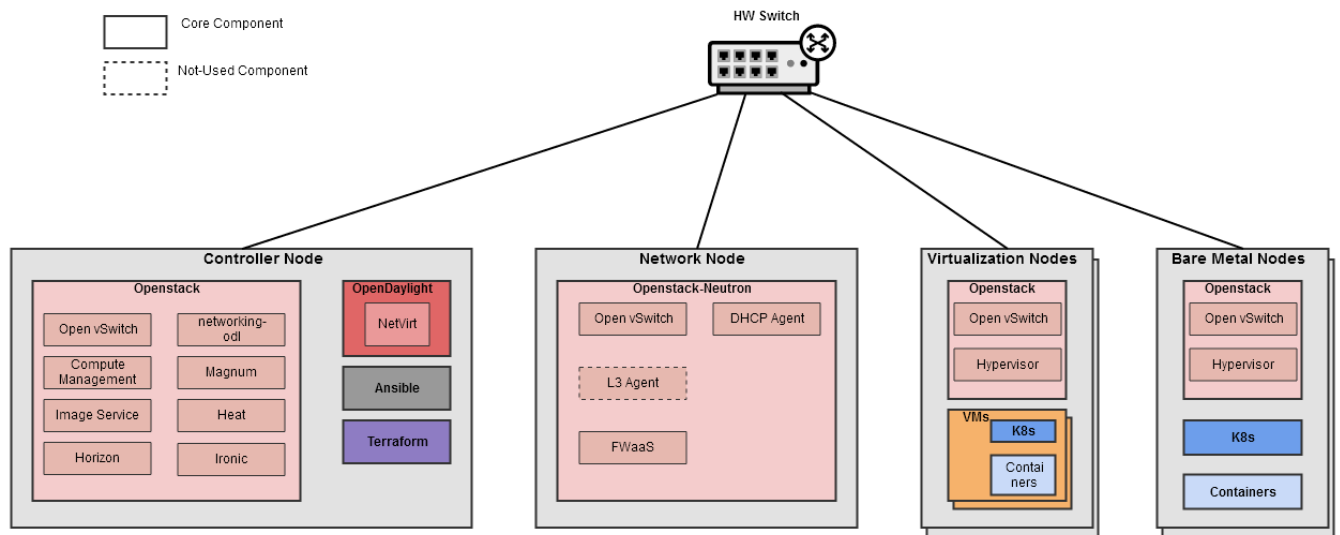 Core Component
Not-Used Component
HW Switch
Controller Node
Openstack
Open vSwitch
networking-
odl
Compute
Management
Magnum
Image Service
Heat
Horizon
Ironic
OpenDaylight
NetVirt
Ansible
Terraform
Network Node
Openstack-Neutron
Open vSwitch
DHCP Agent
L3 Agent
FWaaS
Virtualization Nodes
Openstack
Open vSwitch
Hypervisor
VMs
K8s
Contai
ners
Bare Metal Nodes
Openstack
Open vSwitch
Hypervisor
K8s
Containers